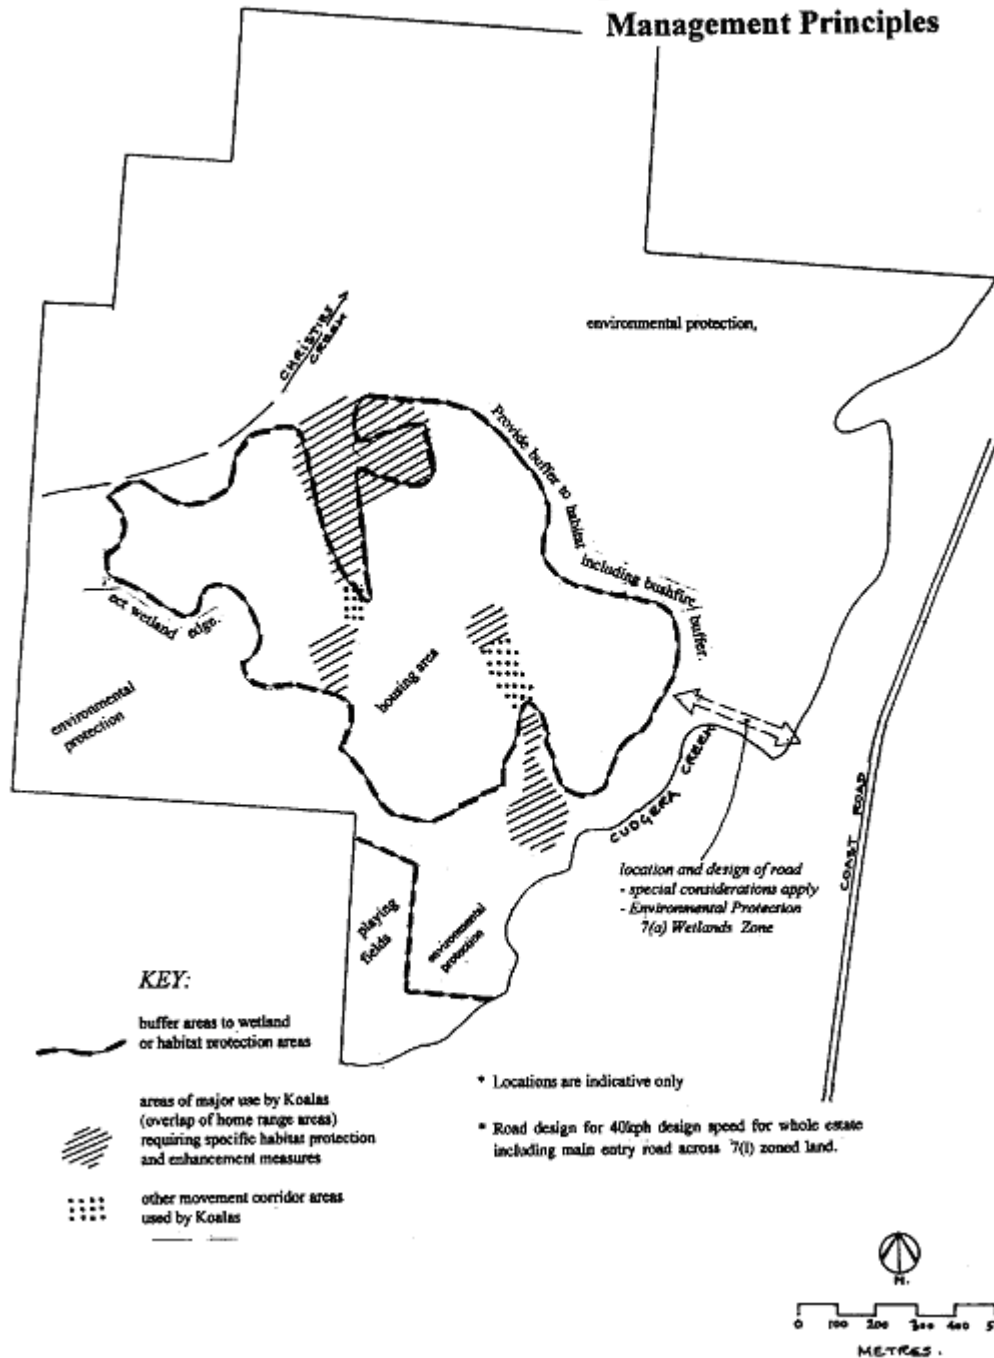 Management Principles
CHRISTIES
CREEK
environmental protection,
Provide buffer to habitat including bushfire buffer.
ect wetland edge.
environmental
protection
housing area
CUDGERA CREEK
COAST ROAD
location and design of road
- special considerations apply
- Environmental Protection
7(a) Wetlands Zone
playing
fields
environmental
protection
KEY:
buffer areas to wetland
or habitat protection areas
areas of major use by Koalas
(overlap of home range areas)
requiring specific habitat protection
and enhancement measures
other movement corridor areas
used by Koalas
* Locations are indicative only
* Road design for 40kph design speed for whole estate
including main entry road across 7(l) zoned land.
N.
0 100 200 300 400 5
METRES.